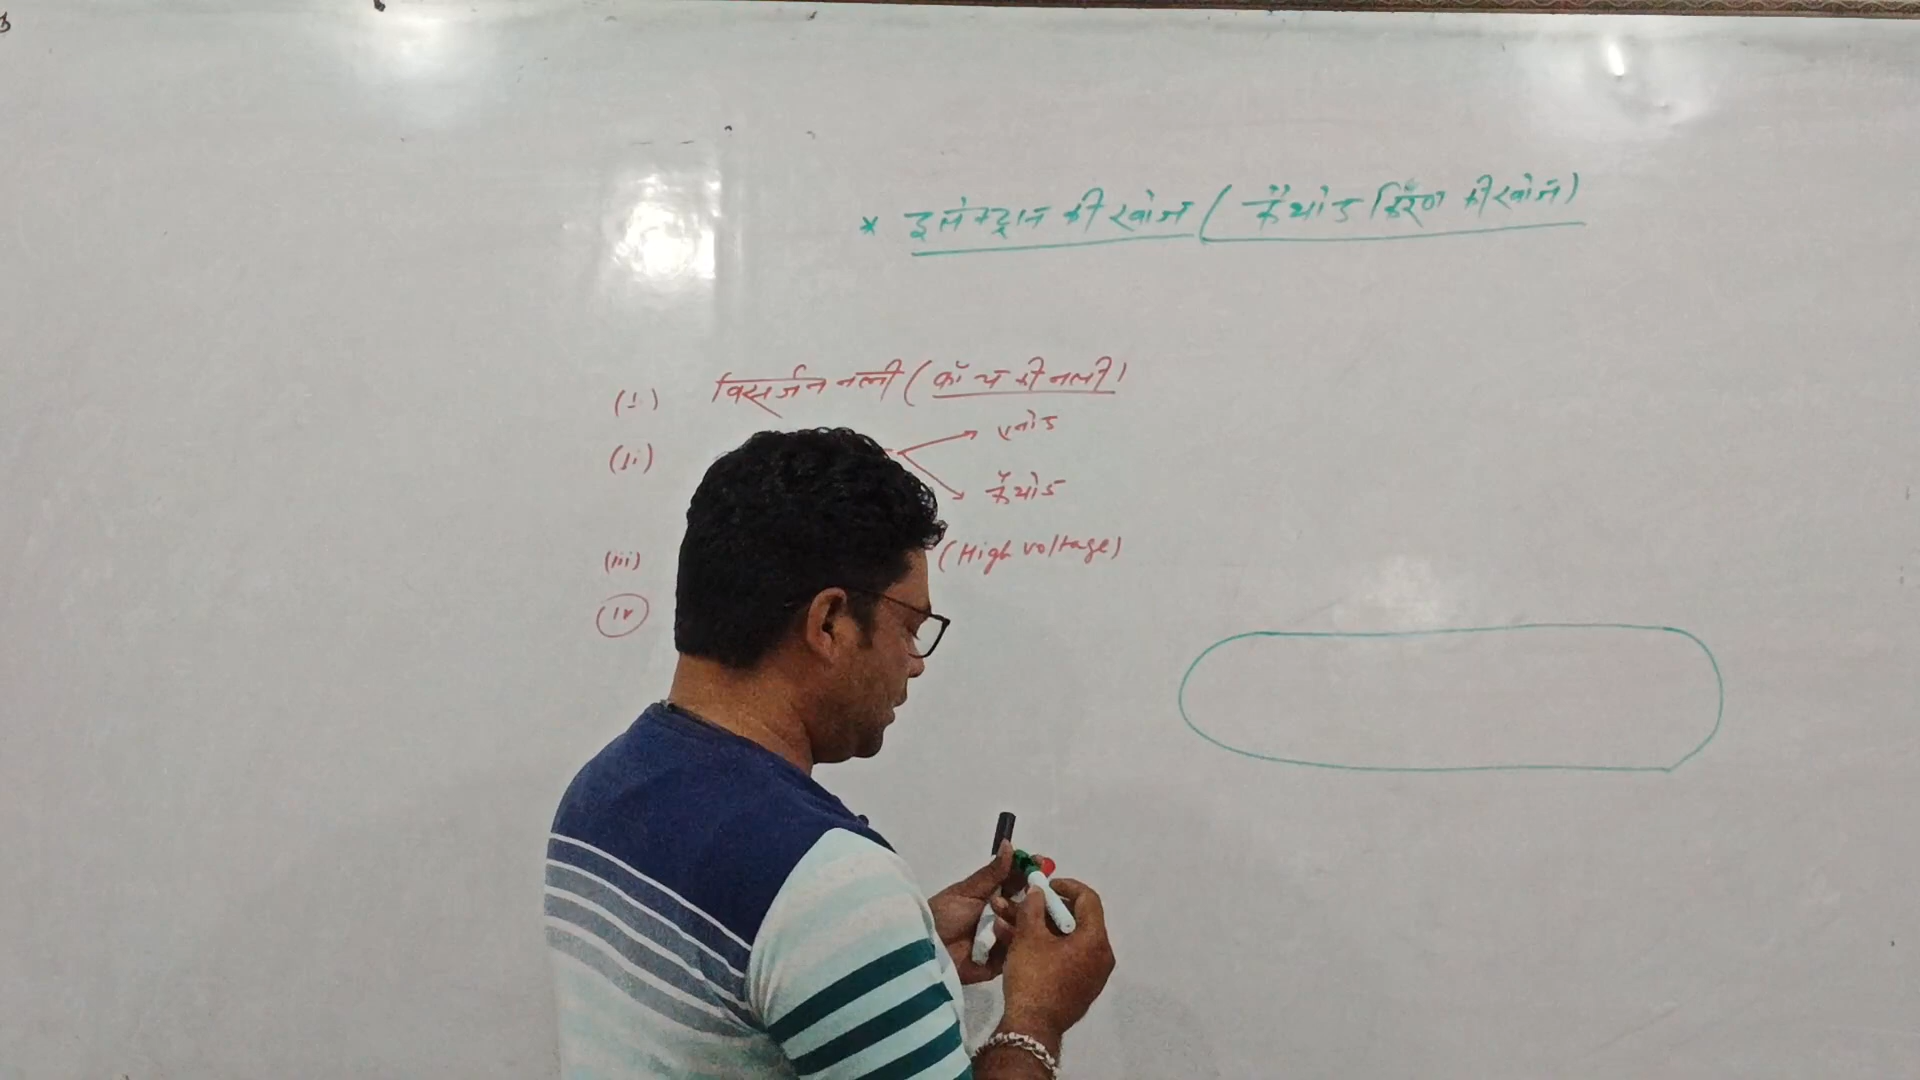 * इलेक्ट्रान की खोज ( कैथोड किरण की खोज )
(i) विसर्जन नली ( काँच की नली )
(ii) एनोड
कैथोड
(iii) (High voltage)
(iv)